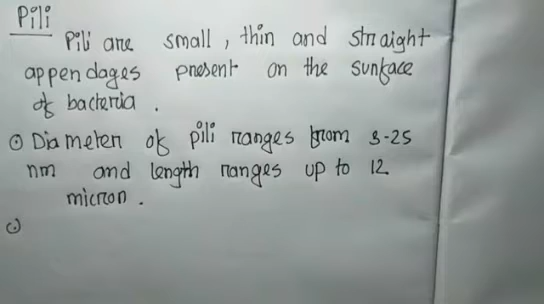 Pili
Pili are small, thin and straight
appendages present on the surface
of bacteria.
⊙ Diameter of pili ranges from 3-25
nm and length ranges up to 12
micron.
⊙